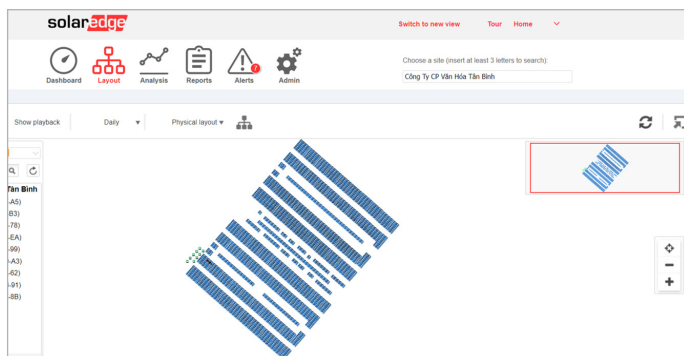 solaredge
Switch to new view Tour Home
Dashboard Layout Analysis Reports Alerts Admin
7
Choose a site (insert at least 3 letters to search):
Công Ty CP Văn Hóa Tân Bình
Show playback Daily Physical layout
Tân Bình
-A5)
-B3)
-78)
-EA)
-99)
-A3)
-62)
-91)
-8B)